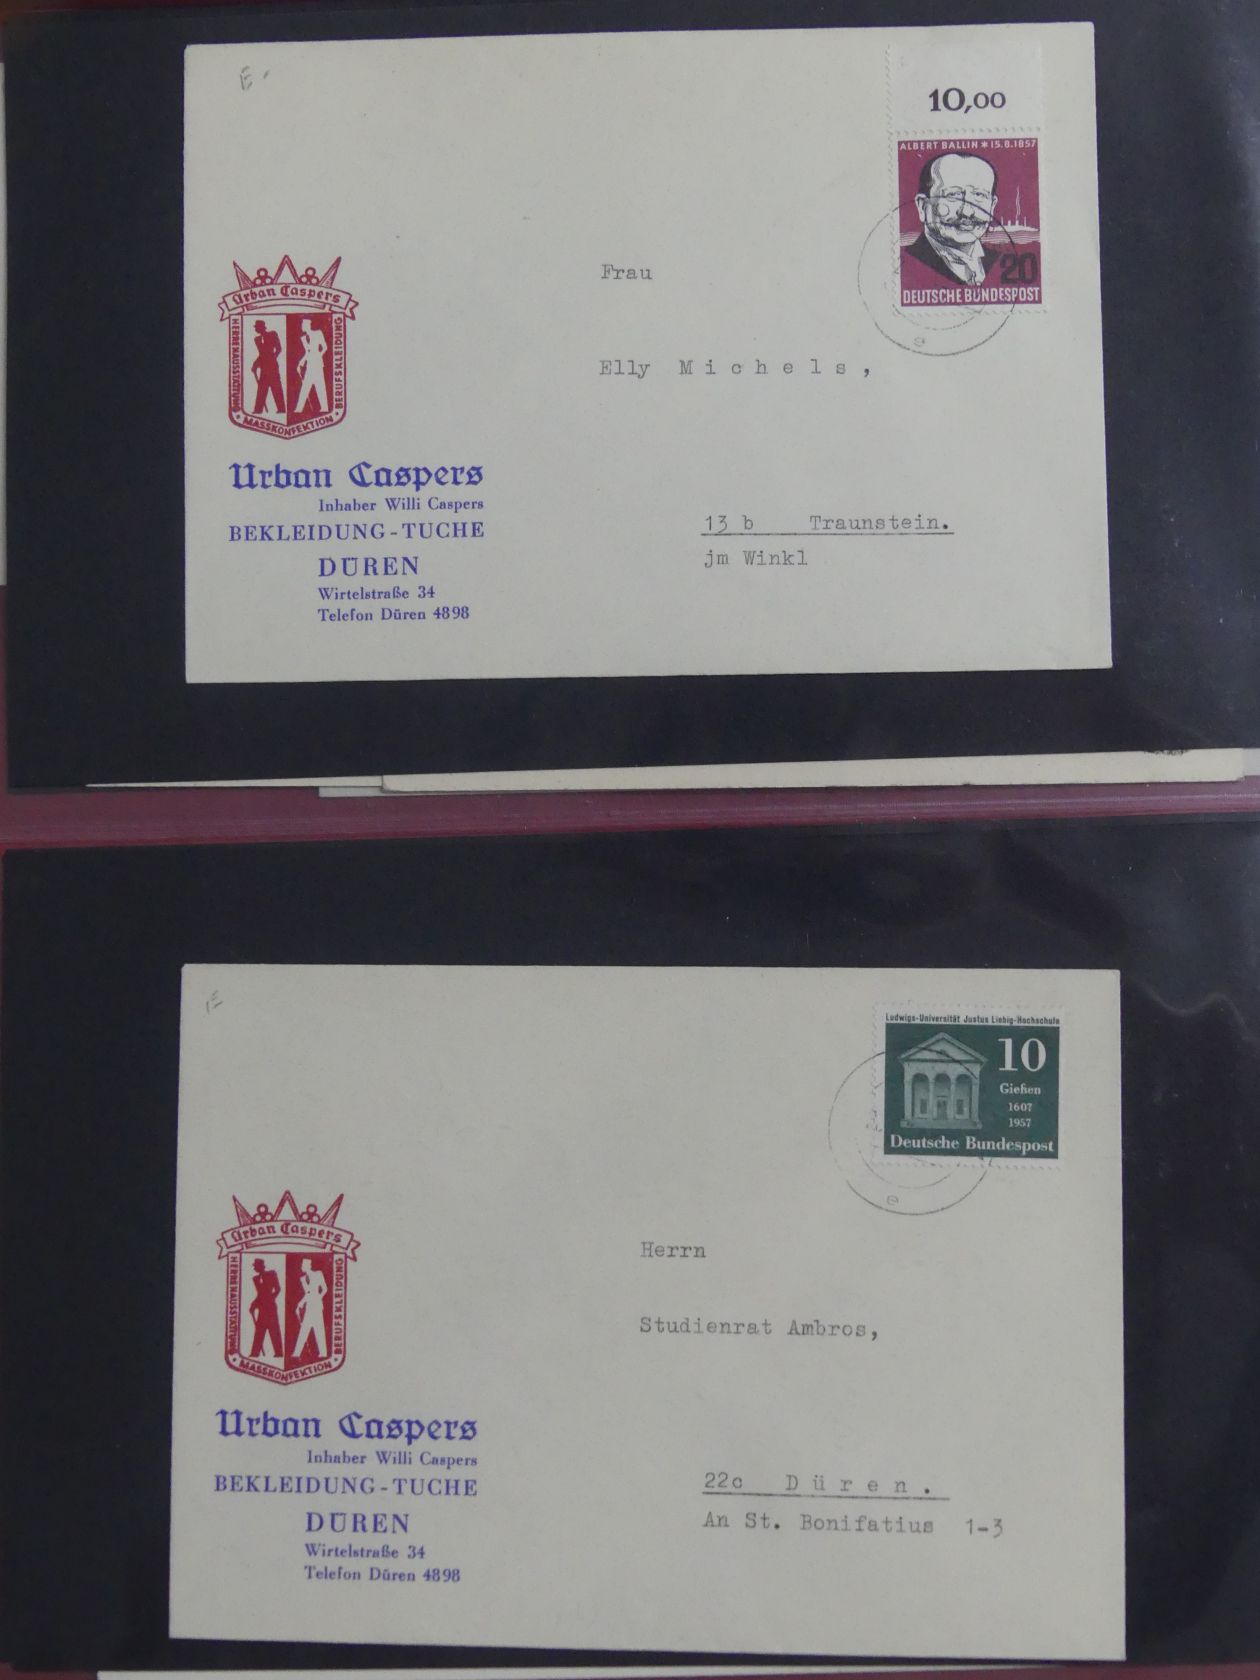 E
10,00
ALBERT BALLIN * 15.8.1857
20
DEUTSCHE BUNDESPOST
e
Urban Caspers
HERRENAUSSTATTUNG · MASSKONFEKTION · BERUFSKLEIDUNG
Urban Caspers
Inhaber Willi Caspers
BEKLEIDUNG-TUCHE
DÜREN
Wirtelstraße 34
Telefon Düren 4898
Frau
Elly Michels,
13 b Traunstein.
jm Winkl
E
Ludwigs-Universität Justus Liebig-Hochschule
10
Gießen
1607
1957
Deutsche Bundespost
e
Urban Caspers
HERRENAUSSTATTUNG · MASSKONFEKTION · BERUFSKLEIDUNG
Urban Caspers
Inhaber Willi Caspers
BEKLEIDUNG-TUCHE
DÜREN
Wirtelstraße 34
Telefon Düren 4898
Herrn
Studienrat Ambros,
22c Düren.
An St. Bonifatius 1-3